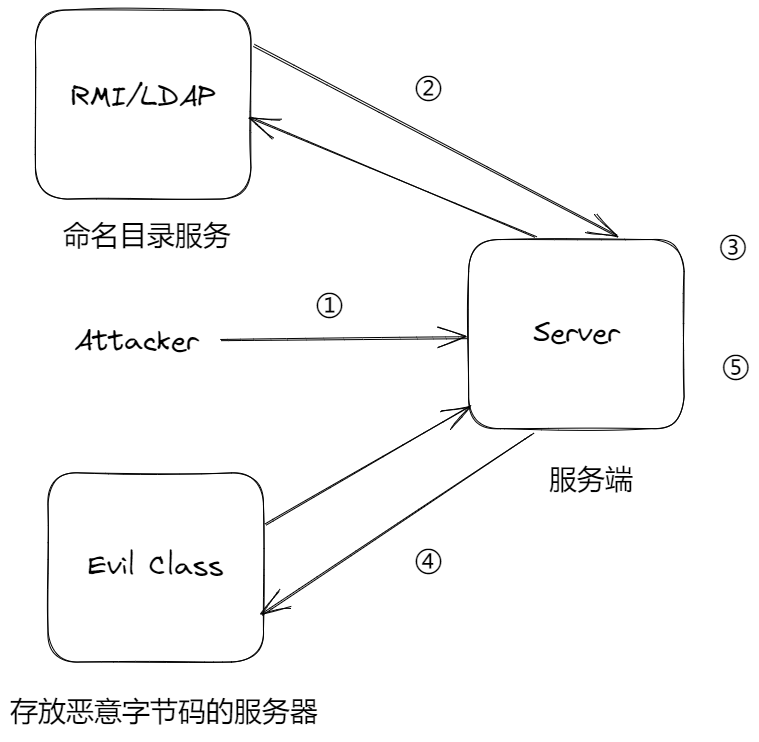 RMI/LDAP
②
命名目录服务
③
①
Attacker
Server
⑤
服务端
Evil Class
④
存放恶意字节码的服务器